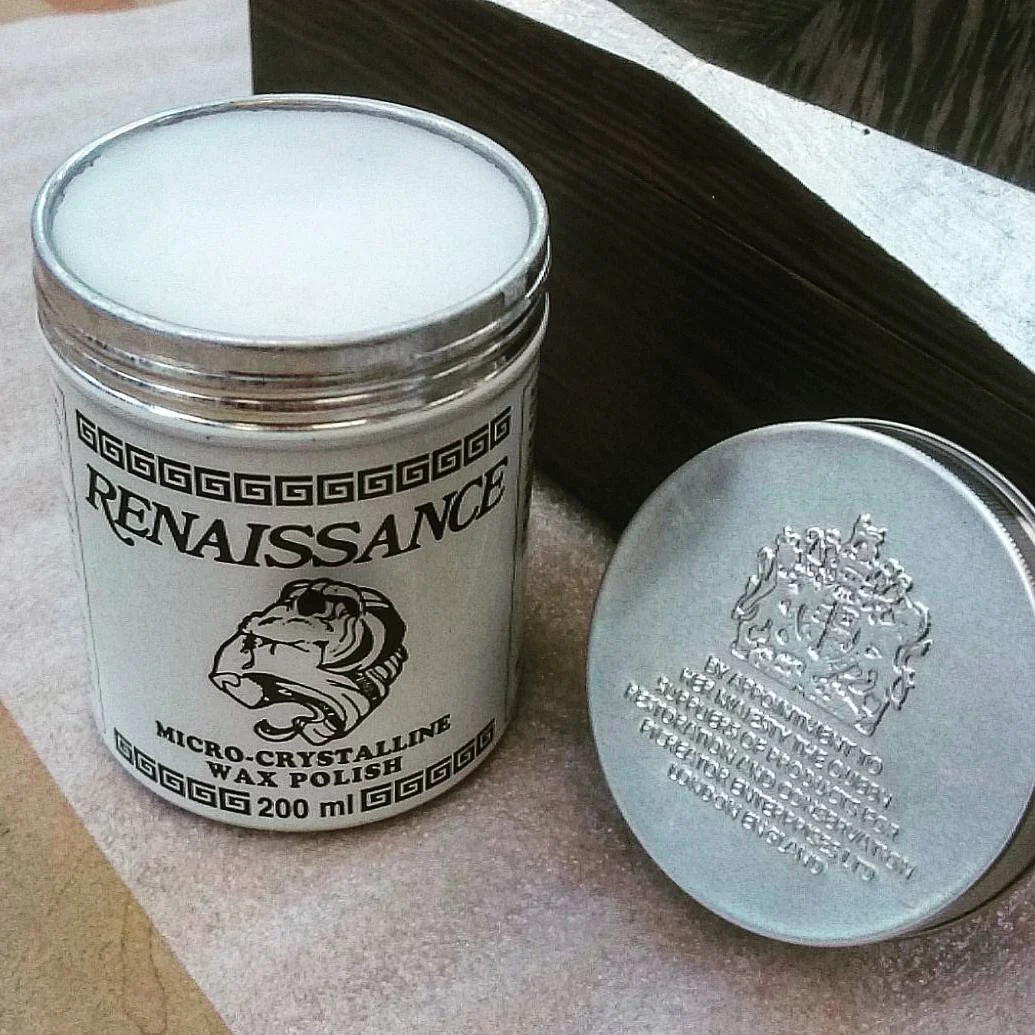 RENAISSANCE
MICRO-CRYSTALLINE
WAX POLISH
200 ml
BY APPOINTMENT TO
HER MAJESTY THE QUEEN
SUPPLIERS OF PRODUCTS FOR
RESTORATION AND CONSERVATION
PICREATOR ENTERPRISES LTD
LONDON ENGLAND